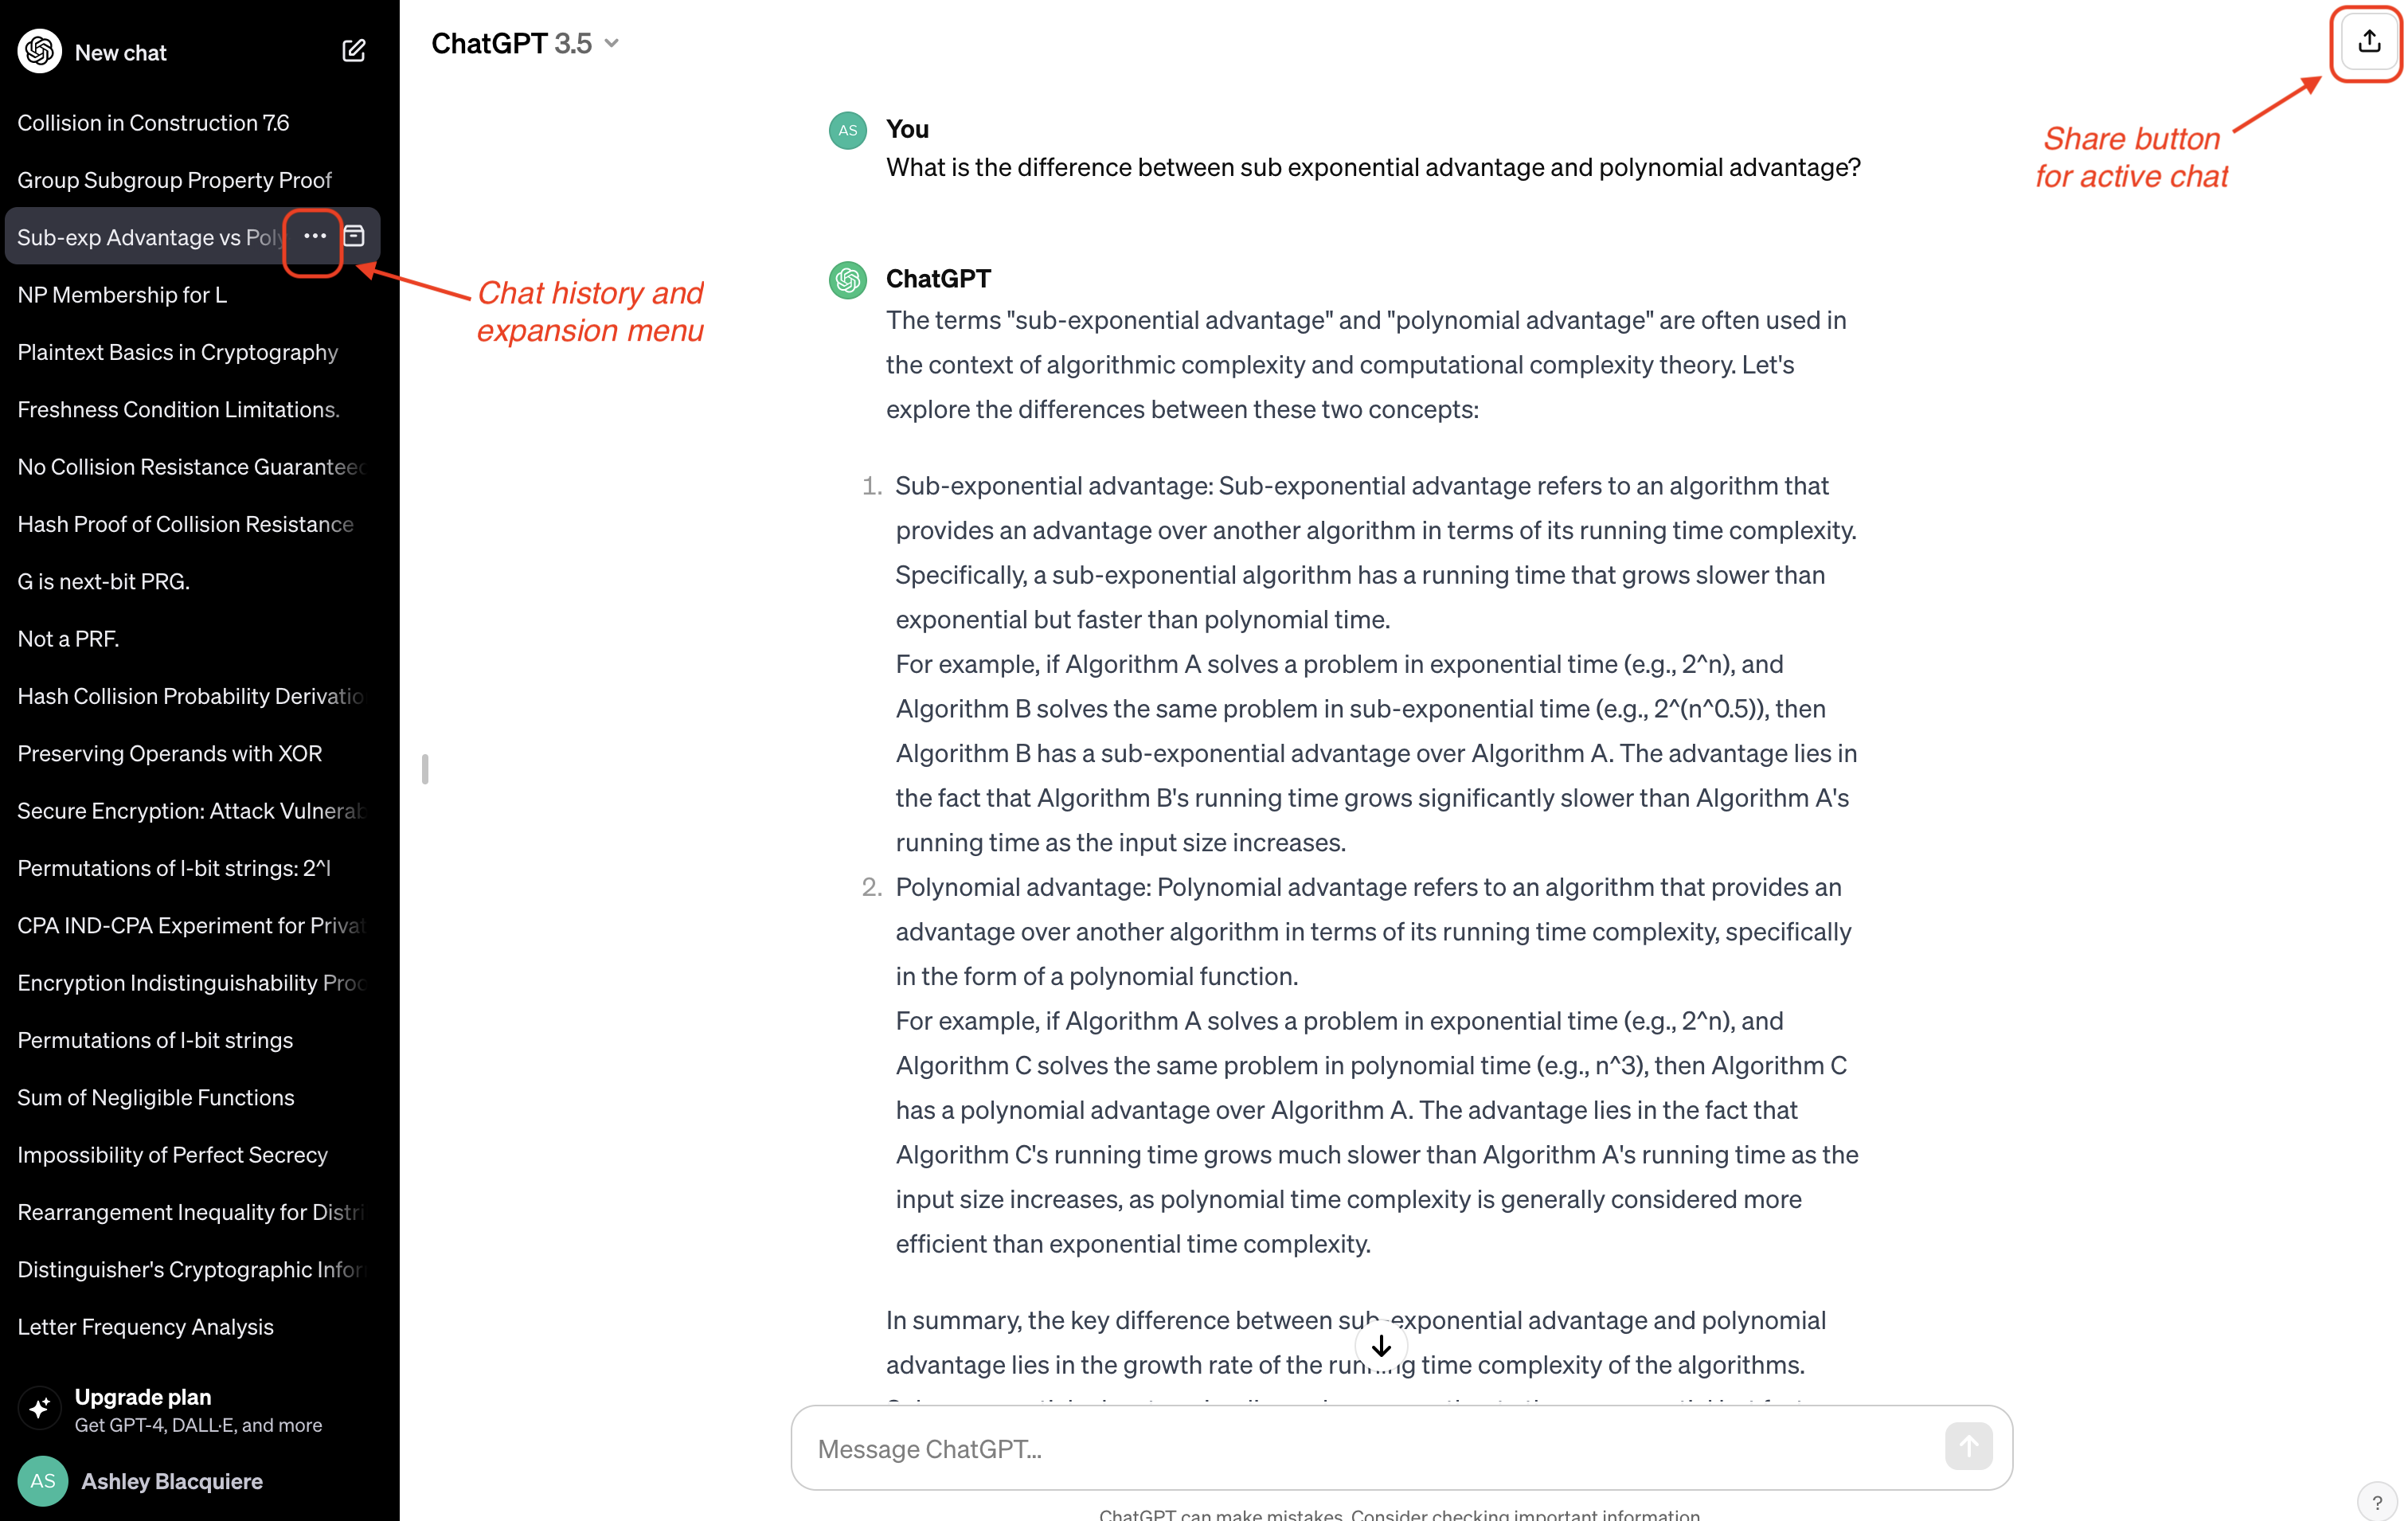 New chat
Collision in Construction 7.6
Group Subgroup Property Proof
Sub-exp Advantage vs Poly
NP Membership for L
Plaintext Basics in Cryptography
Freshness Condition Limitations.
No Collision Resistance Guaranteed
Hash Proof of Collision Resistance
G is next-bit PRG.
Not a PRF.
Hash Collision Probability Derivatio
Preserving Operands with XOR
Secure Encryption: Attack Vulnerab
Permutations of l-bit strings: 2^l
CPA IND-CPA Experiment for Privat
Encryption Indistinguishability Proo
Permutations of l-bit strings
Sum of Negligible Functions
Impossibility of Perfect Secrecy
Rearrangement Inequality for Distri
Distinguisher's Cryptographic Infor
Letter Frequency Analysis
Upgrade plan
Get GPT-4, DALL·E, and more
AS
Ashley Blacquiere
Chat history and
expansion menu
ChatGPT 3.5
Share button
for active chat
AS
You
What is the difference between sub exponential advantage and polynomial advantage?
ChatGPT
The terms "sub-exponential advantage" and "polynomial advantage" are often used in
the context of algorithmic complexity and computational complexity theory. Let's
explore the differences between these two concepts:
1. Sub-exponential advantage: Sub-exponential advantage refers to an algorithm that
provides an advantage over another algorithm in terms of its running time complexity.
Specifically, a sub-exponential algorithm has a running time that grows slower than
exponential but faster than polynomial time.
For example, if Algorithm A solves a problem in exponential time (e.g., 2^n), and
Algorithm B solves the same problem in sub-exponential time (e.g., 2^(n^0.5)), then
Algorithm B has a sub-exponential advantage over Algorithm A. The advantage lies in
the fact that Algorithm B's running time grows significantly slower than Algorithm A's
running time as the input size increases.
2. Polynomial advantage: Polynomial advantage refers to an algorithm that provides an
advantage over another algorithm in terms of its running time complexity, specifically
in the form of a polynomial function.
For example, if Algorithm A solves a problem in exponential time (e.g., 2^n), and
Algorithm C solves the same problem in polynomial time (e.g., n^3), then Algorithm C
has a polynomial advantage over Algorithm A. The advantage lies in the fact that
Algorithm C's running time grows much slower than Algorithm A's running time as the
input size increases, as polynomial time complexity is generally considered more
efficient than exponential time complexity.
In summary, the key difference between sub-exponential advantage and polynomial
advantage lies in the growth rate of the running time complexity of the algorithms.
Message ChatGPT...
ChatGPT can make mistakes. Consider checking important information.
?